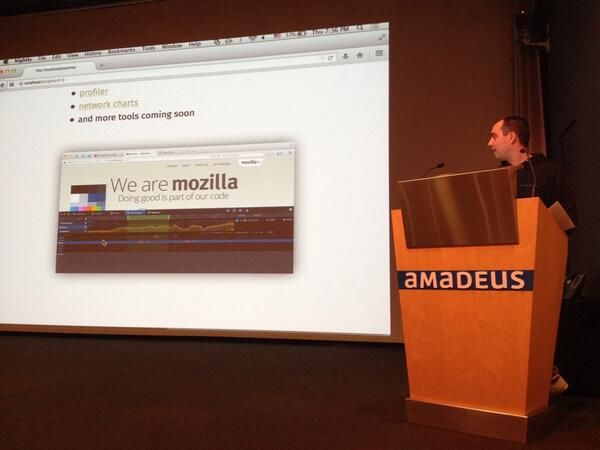 Nightly File Edit View History Bookmarks Tools Window Help 57% Thu 7:36 PM
• profiler
• network charts
• and more tools coming soon
mozilla
We are mozilla
Doing good is part of our code
aMaDEUS